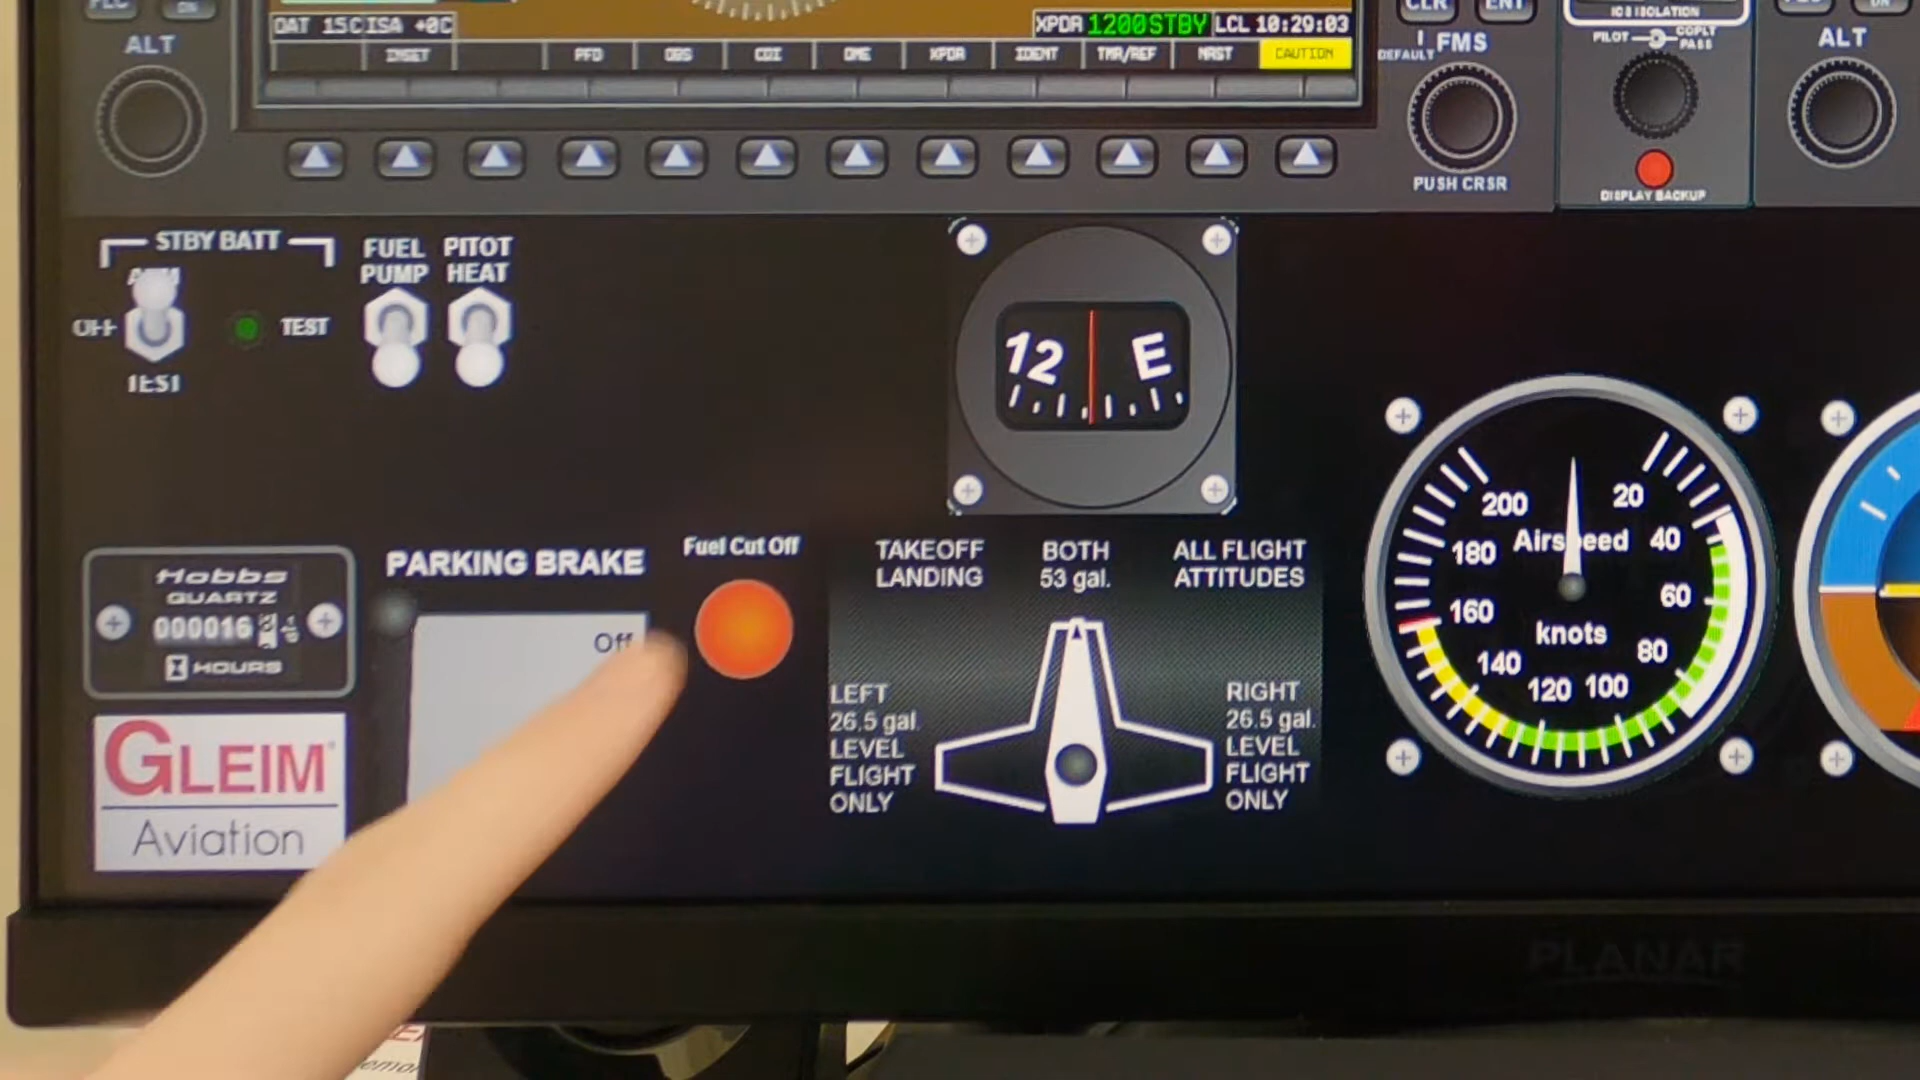 OAT 15C ISA +0C
XPDR 1200 STBY LCL 10:29:03
INSET PFD OBS CDI DME XPDR IDENT TMR/REF NRST CAUTION
ALT
CLR ENT
DEFAULT FMS
PUSH CRSR
ICS ISOLATION
PILOT COPLT
PASS
DISPLAY BACKUP
ALT
STBY BATT
OFF TEST
TEST
FUEL
PUMP
PITOT
HEAT
12 E
Hobbs
QUARTZ
000016
HOURS
GLEIM
Aviation
PARKING BRAKE
Off
Fuel Cut Off
TAKEOFF
LANDING
BOTH
53 gal.
ALL FLIGHT
ATTITUDES
LEFT
26.5 gal.
LEVEL
FLIGHT
ONLY
RIGHT
26.5 gal.
LEVEL
FLIGHT
ONLY
200 20
180 Airspeed 40
160 60
knots
140 80
120 100
PLANAR